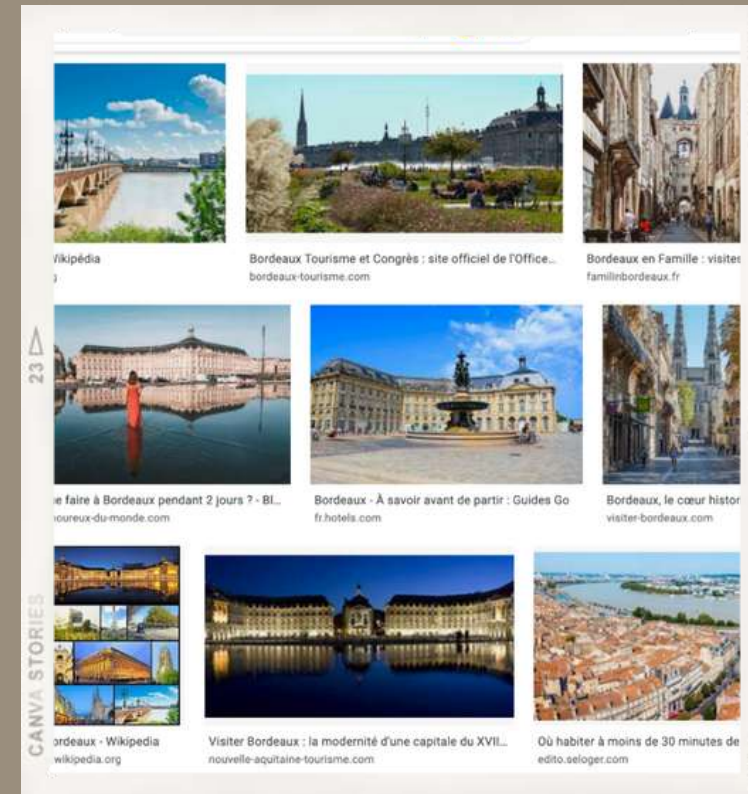 Bordeaux Tourisme et Congrès : site officiel de l'Office...
bordeaux-tourisme.com
Bordeaux en Famille : visites
familinbordeaux.fr
23
e faire à Bordeaux pendant 2 jours ? - Bl...
oureux-du-monde.com
Bordeaux - À savoir avant de partir : Guides Go
fr.hotels.com
Bordeaux, le cœur histor
visiter-bordeaux.com
CANVA STORIES
ordeaux - Wikipedia
wikipedia.org
Visiter Bordeaux : la modernité d'une capitale du XVII...
nouvelle-aquitaine-tourisme.com
Où habiter à moins de 30 minutes de
edito.seloger.com